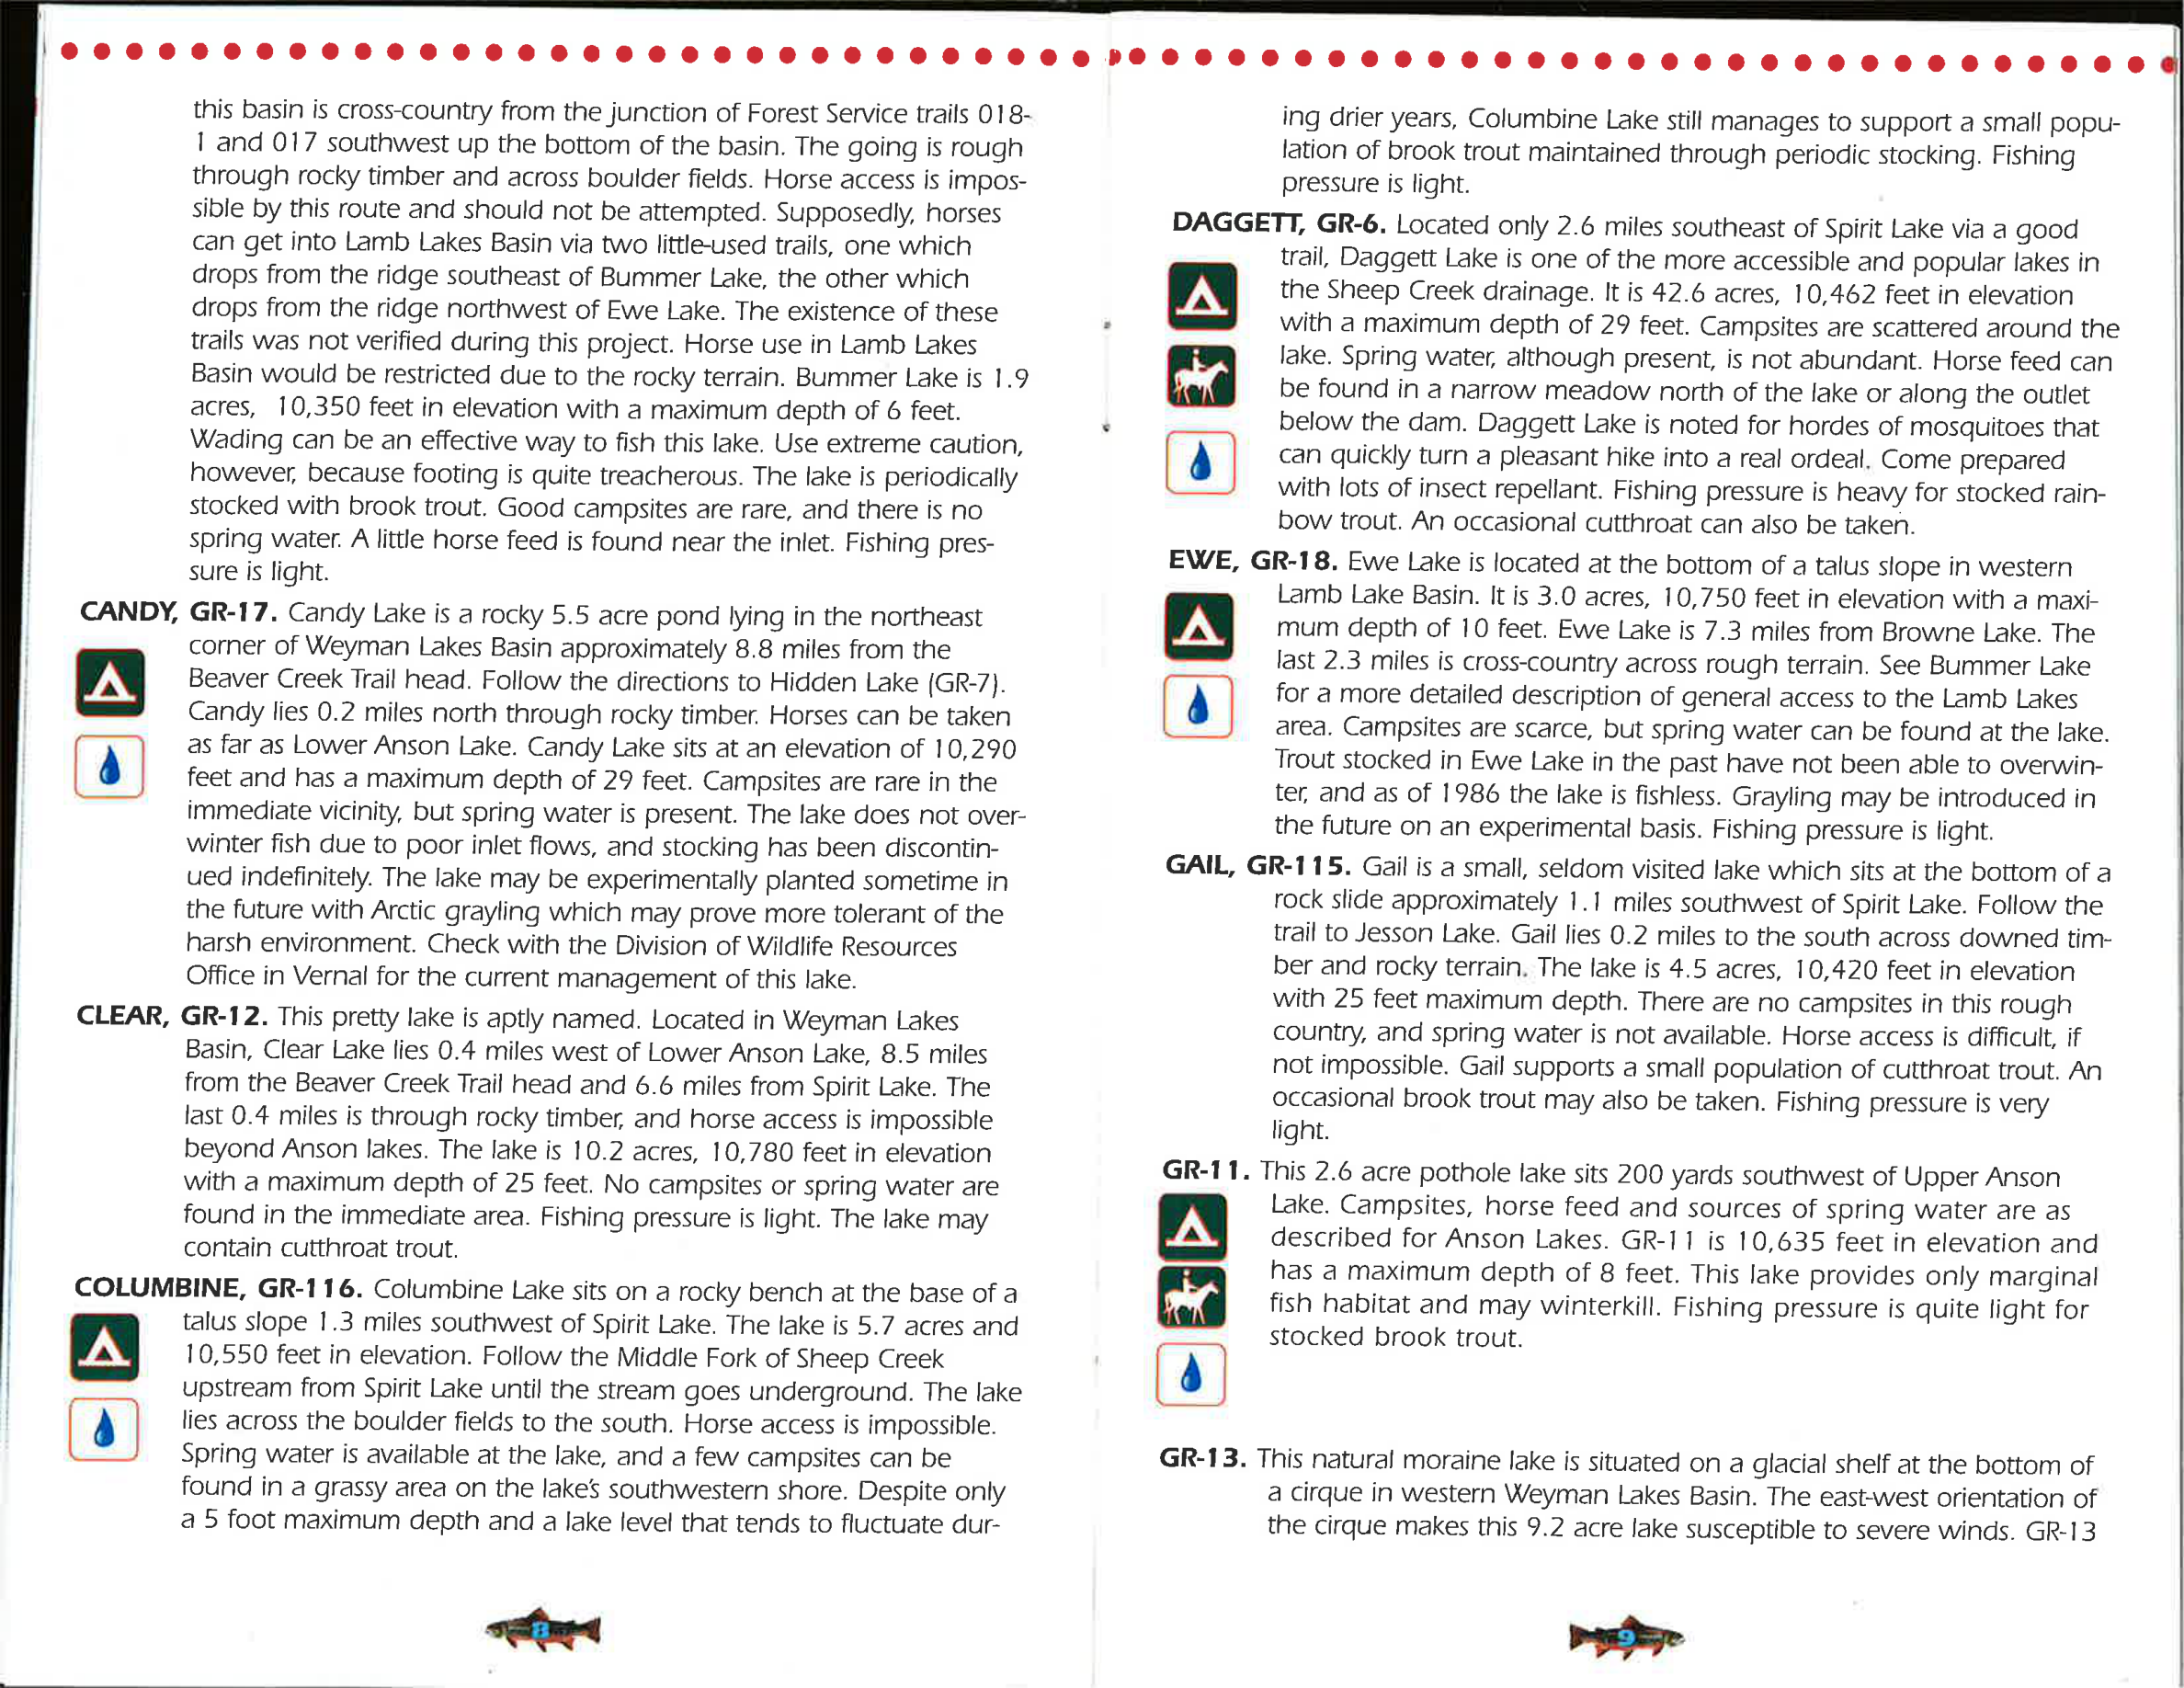 this basin is cross-country from the junction of Forest Service trails 018-
1 and 017 southwest up the bottom of the basin. The going is rough
through rocky timber and across boulder fields. Horse access is impos-
sible by this route and should not be attempted. Supposedly, horses
can get into Lamb Lakes Basin via two little-used trails, one which
drops from the ridge southeast of Bummer Lake, the other which
drops from the ridge northwest of Ewe Lake. The existence of these
trails was not verified during this project. Horse use in Lamb Lakes
Basin would be restricted due to the rocky terrain. Bummer Lake is 1.9
acres, 10,350 feet in elevation with a maximum depth of 6 feet.
Wading can be an effective way to fish this lake. Use extreme caution,
however, because footing is quite treacherous. The lake is periodically
stocked with brook trout. Good campsites are rare, and there is no
spring water. A little horse feed is found near the inlet. Fishing pres-
sure is light.
CANDY, GR-17. Candy Lake is a rocky 5.5 acre pond lying in the northeast
corner of Weyman Lakes Basin approximately 8.8 miles from the
Beaver Creek Trail head. Follow the directions to Hidden Lake (GR-7).
Candy lies 0.2 miles north through rocky timber. Horses can be taken
as far as Lower Anson Lake. Candy Lake sits at an elevation of 10,290
feet and has a maximum depth of 29 feet. Campsites are rare in the
immediate vicinity, but spring water is present. The lake does not over-
winter fish due to poor inlet flows, and stocking has been discontin-
ued indefinitely. The lake may be experimentally planted sometime in
the future with Arctic grayling which may prove more tolerant of the
harsh environment. Check with the Division of Wildlife Resources
Office in Vernal for the current management of this lake.
CLEAR, GR-12. This pretty lake is aptly named. Located in Weyman Lakes
Basin, Clear Lake lies 0.4 miles west of Lower Anson Lake, 8.5 miles
from the Beaver Creek Trail head and 6.6 miles from Spirit Lake. The
last 0.4 miles is through rocky timber, and horse access is impossible
beyond Anson lakes. The lake is 10.2 acres, 10,780 feet in elevation
with a maximum depth of 25 feet. No campsites or spring water are
found in the immediate area. Fishing pressure is light. The lake may
contain cutthroat trout.
COLUMBINE, GR-116. Columbine Lake sits on a rocky bench at the base of a
talus slope 1.3 miles southwest of Spirit Lake. The lake is 5.7 acres and
10,550 feet in elevation. Follow the Middle Fork of Sheep Creek
upstream from Spirit Lake until the stream goes underground. The lake
lies across the boulder fields to the south. Horse access is impossible.
Spring water is available at the lake, and a few campsites can be
found in a grassy area on the lake's southwestern shore. Despite only
a 5 foot maximum depth and a lake level that tends to fluctuate dur-
8
ing drier years, Columbine Lake still manages to support a small popu-
lation of brook trout maintained through periodic stocking. Fishing
pressure is light.
DAGGETT, GR-6. Located only 2.6 miles southeast of Spirit Lake via a good
trail, Daggett Lake is one of the more accessible and popular lakes in
the Sheep Creek drainage. It is 42.6 acres, 10,462 feet in elevation
with a maximum depth of 29 feet. Campsites are scattered around the
lake. Spring water, although present, is not abundant. Horse feed can
be found in a narrow meadow north of the lake or along the outlet
below the dam. Daggett Lake is noted for hordes of mosquitoes that
can quickly turn a pleasant hike into a real ordeal. Come prepared
with lots of insect repellant. Fishing pressure is heavy for stocked rain-
bow trout. An occasional cutthroat can also be taken.
EWE, GR-18. Ewe Lake is located at the bottom of a talus slope in western
Lamb Lake Basin. It is 3.0 acres, 10,750 feet in elevation with a maxi-
mum depth of 10 feet. Ewe Lake is 7.3 miles from Browne Lake. The
last 2.3 miles is cross-country across rough terrain. See Bummer Lake
for a more detailed description of general access to the Lamb Lakes
area. Campsites are scarce, but spring water can be found at the lake.
Trout stocked in Ewe Lake in the past have not been able to overwin-
ter, and as of 1986 the lake is fishless. Grayling may be introduced in
the future on an experimental basis. Fishing pressure is light.
GAIL, GR-115. Gail is a small, seldom visited lake which sits at the bottom of a
rock slide approximately 1.1 miles southwest of Spirit Lake. Follow the
trail to Jesson Lake. Gail lies 0.2 miles to the south across downed tim-
ber and rocky terrain. The lake is 4.5 acres, 10,420 feet in elevation
with 25 feet maximum depth. There are no campsites in this rough
country, and spring water is not available. Horse access is difficult, if
not impossible. Gail supports a small population of cutthroat trout. An
occasional brook trout may also be taken. Fishing pressure is very
light.
GR-11. This 2.6 acre pothole lake sits 200 yards southwest of Upper Anson
Lake. Campsites, horse feed and sources of spring water are as
described for Anson Lakes. GR-11 is 10,635 feet in elevation and
has a maximum depth of 8 feet. This lake provides only marginal
fish habitat and may winterkill. Fishing pressure is quite light for
stocked brook trout.
GR-13. This natural moraine lake is situated on a glacial shelf at the bottom of
a cirque in western Weyman Lakes Basin. The east-west orientation of
the cirque makes this 9.2 acre lake susceptible to severe winds. GR-13
9